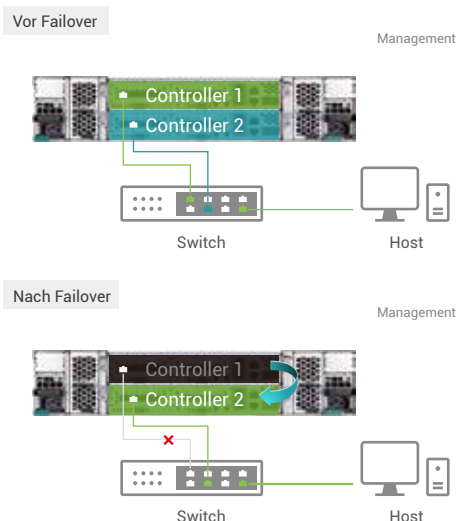 Vor Failover
Management
Controller 1
Controller 2
Switch
Host
Nach Failover
Management
Controller 1
Controller 2
Switch
Host